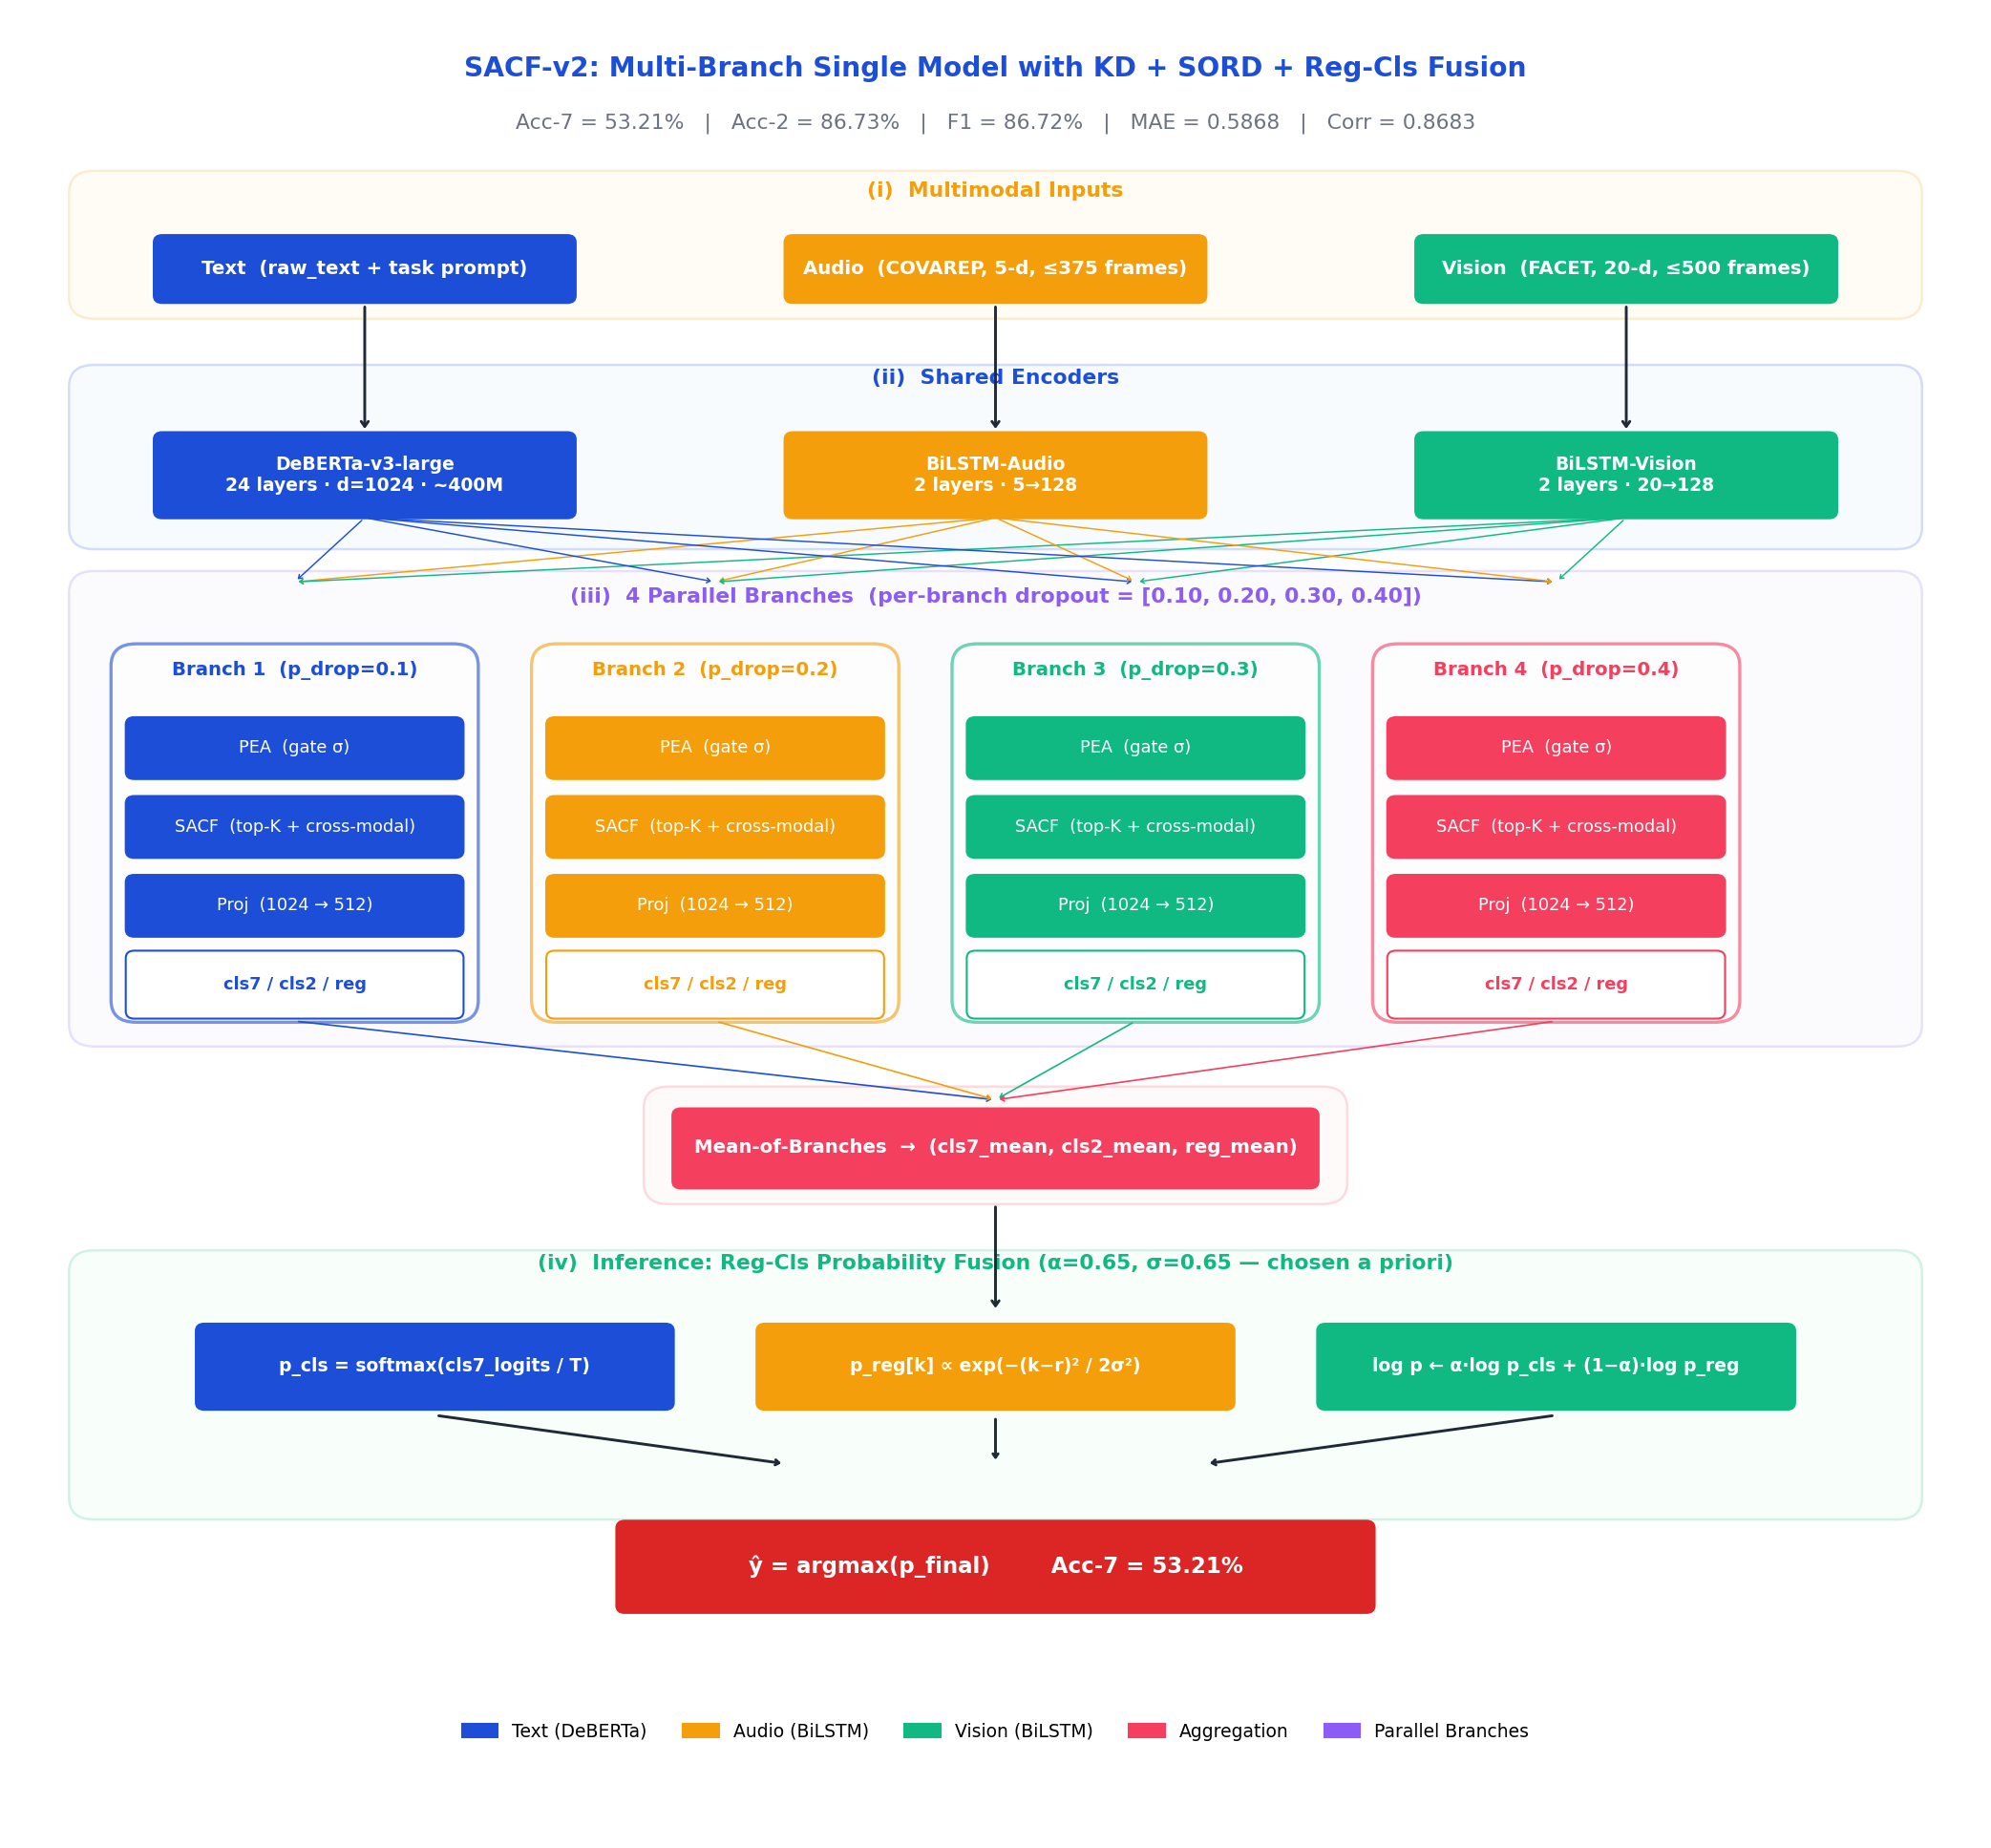 SACF-v2: Multi-Branch Single Model with KD + SORD + Reg-Cls Fusion
Acc-7 = 53.21% | Acc-2 = 86.73% | F1 = 86.72% | MAE = 0.5868 | Corr = 0.8683
(i) Multimodal Inputs
Text (raw_text + task prompt)
Audio (COVAREP, 5-d, ≤375 frames)
Vision (FACET, 20-d, ≤500 frames)
(ii) Shared Encoders
DeBERTa-v3-large
24 layers · d=1024 · ~400M
BiLSTM-Audio
2 layers · 5→128
BiLSTM-Vision
2 layers · 20→128
(iii) 4 Parallel Branches (per-branch dropout = [0.10, 0.20, 0.30, 0.40])
Branch 1 (p_drop=0.1)
PEA (gate σ)
SACF (top-K + cross-modal)
Proj (1024 → 512)
cls7 / cls2 / reg
Branch 2 (p_drop=0.2)
PEA (gate σ)
SACF (top-K + cross-modal)
Proj (1024 → 512)
cls7 / cls2 / reg
Branch 3 (p_drop=0.3)
PEA (gate σ)
SACF (top-K + cross-modal)
Proj (1024 → 512)
cls7 / cls2 / reg
Branch 4 (p_drop=0.4)
PEA (gate σ)
SACF (top-K + cross-modal)
Proj (1024 → 512)
cls7 / cls2 / reg
Mean-of-Branches → (cls7_mean, cls2_mean, reg_mean)
(iv) Inference: Reg-Cls Probability Fusion (α=0.65, σ=0.65 — chosen a priori)
p_cls = softmax(cls7_logits / T)
p_reg[k] ∝ exp(−(k−r)² / 2σ²)
log p ← α·log p_cls + (1−α)·log p_reg
ŷ = argmax(p_final) Acc-7 = 53.21%
Text (DeBERTa)
Audio (BiLSTM)
Vision (BiLSTM)
Aggregation
Parallel Branches